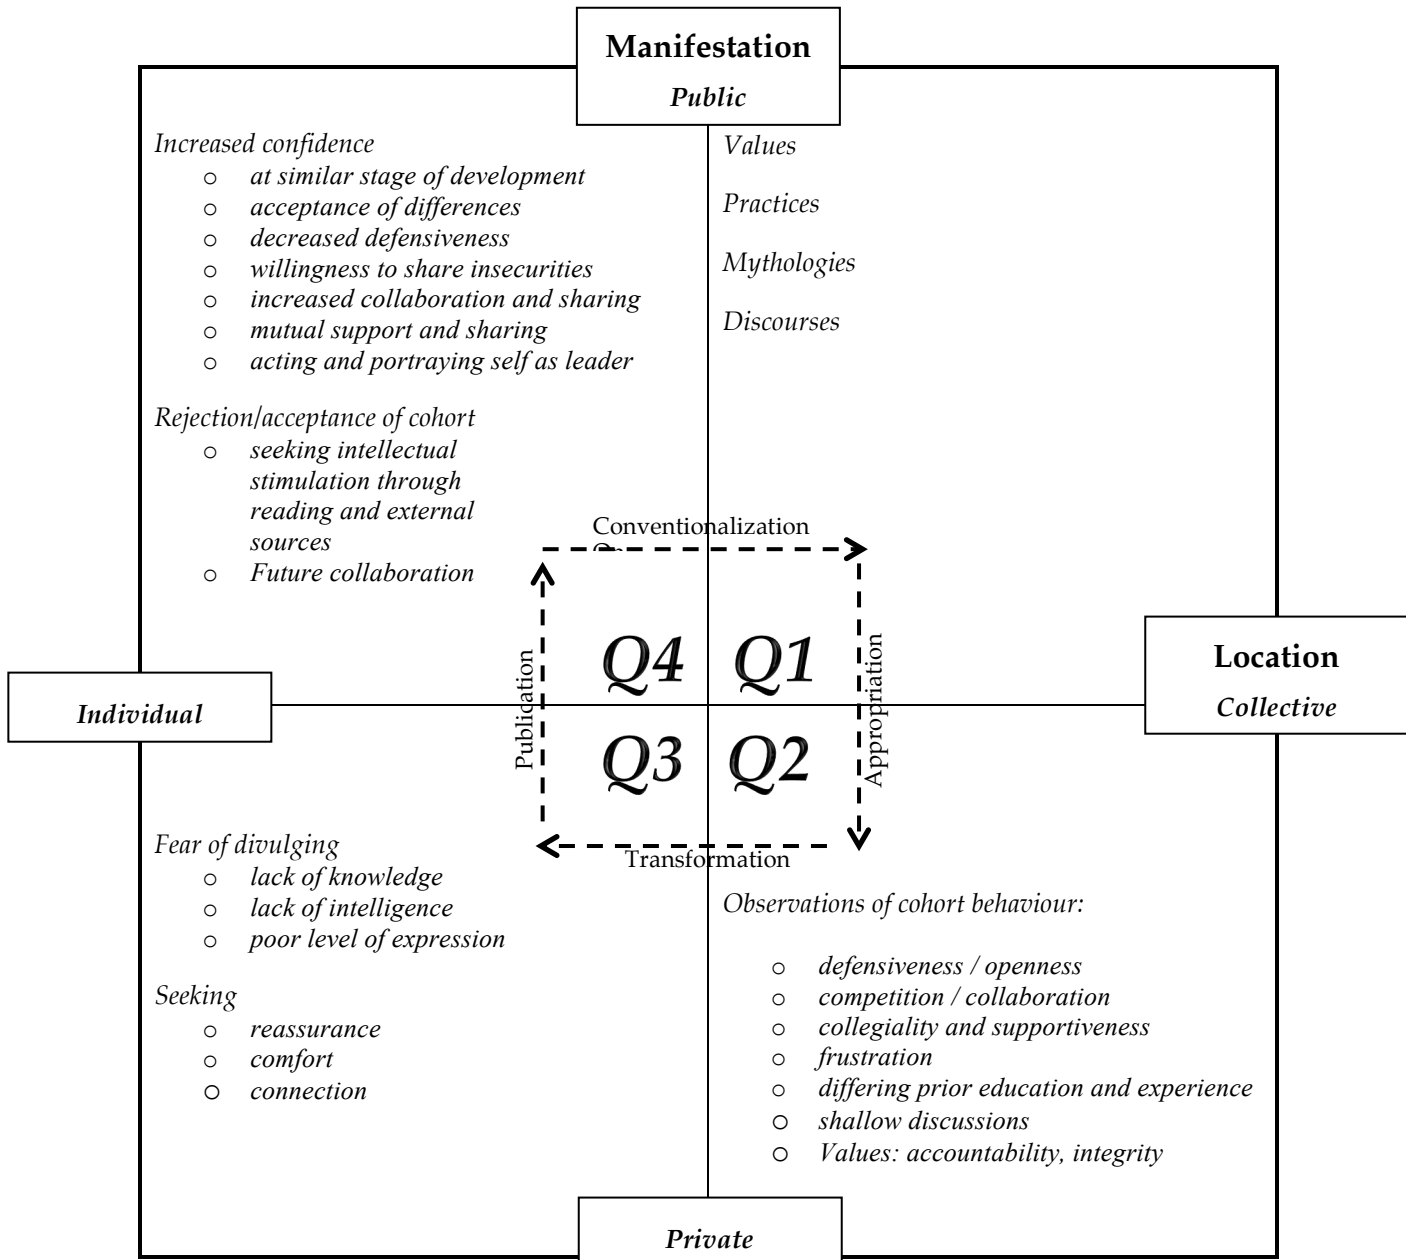 Manifestation
Public
Increased confidence
o at similar stage of development
o acceptance of differences
o decreased defensiveness
o willingness to share insecurities
o increased collaboration and sharing
o mutual support and sharing
o acting and portraying self as leader
Rejection/acceptance of cohort
o seeking intellectual
stimulation through
reading and external
sources
o Future collaboration
Values
Practices
Mythologies
Discourses
Conventionalization
Publication
Q4
Q1
Appropriation
Individual
Location
Collective
Q3
Q2
Transformation
Fear of divulging
o lack of knowledge
o lack of intelligence
o poor level of expression
Seeking
o reassurance
o comfort
o connection
Observations of cohort behaviour:
o defensiveness / openness
o competition / collaboration
o collegiality and supportiveness
o frustration
o differing prior education and experience
o shallow discussions
o Values: accountability, integrity
Private